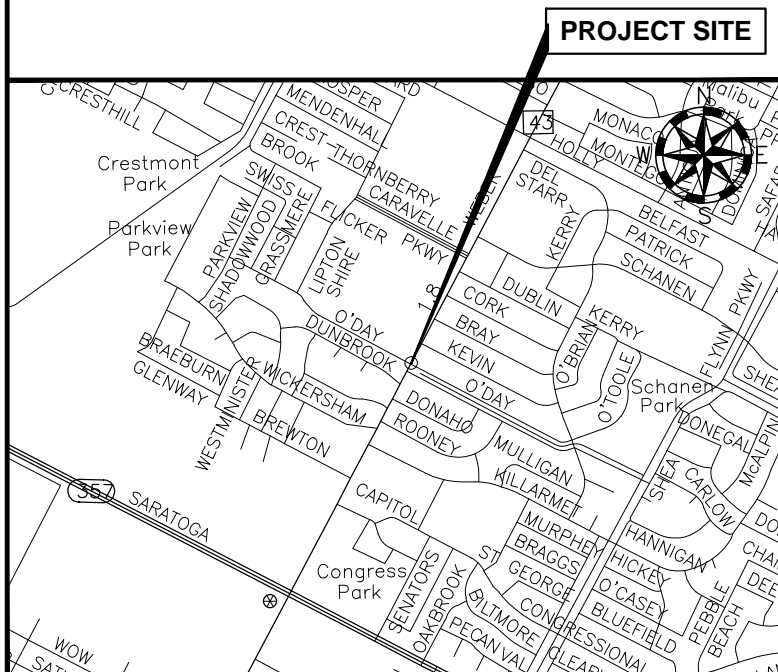 PROJECT SITE
CRESTHILL
MENDENHAL
CREST-THORNBERRY
BROOK
CARAVELLE
Crestmont
Park
SWISS
FLICKER PKWY
WEBER
43
Malibu
MONACO
HOLLY
N
W
E
S
DEL
STARR
KERRY
BELFAST
PATRICK
SCHANEN
Parkview
Park
PARKVIEW
SHADOWWOOD
GRASSMERE
LIPTON
SHIRE
1.8
CORK
DUBLIN
KERRY
BRAY
KEVIN
O'DAY
O'BRIAN
O'TOOLE
FLYNN PKWY
Schanen
Park
O'DAY
DUNBROOK
BRAEBURN
GLENWAY
WESTMINISTER
WICKERSHAM
BREWTON
DONAHO
ROONEY
MULLIGAN
KILLARMET
DONEGAL
McALPIN
SHEA
CARLOW
357
SARATOGA
CAPITOL
MURPHEY
BRAGGS
ST GEORGE
HANNIGAN
HICKEY
O'CASEY
BLUEFIELD
PEBBLE
BEACH
Congress
Park
SENATORS
OAKBROOK
BILTMORE
CONGRESSIONAL
WOW